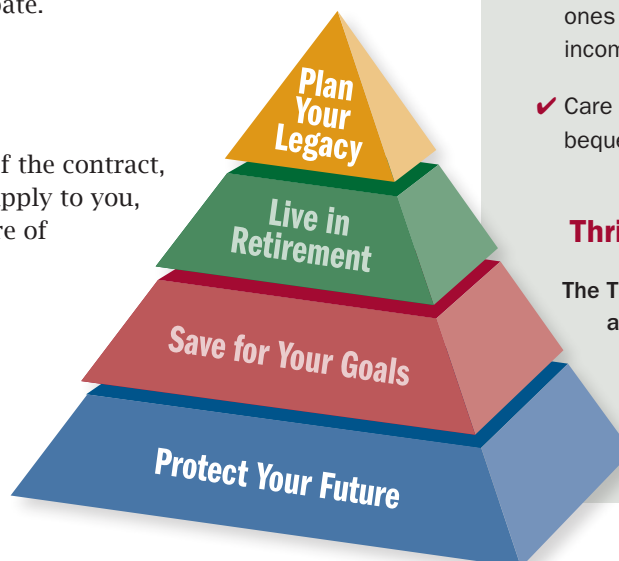 f the contract,
pply to you,
re of
Plan
Your
Legacy
Live in
Retirement
Save for Your Goals
Protect Your Future
ones
incom
✔ Care
beque
Thri
The T
a